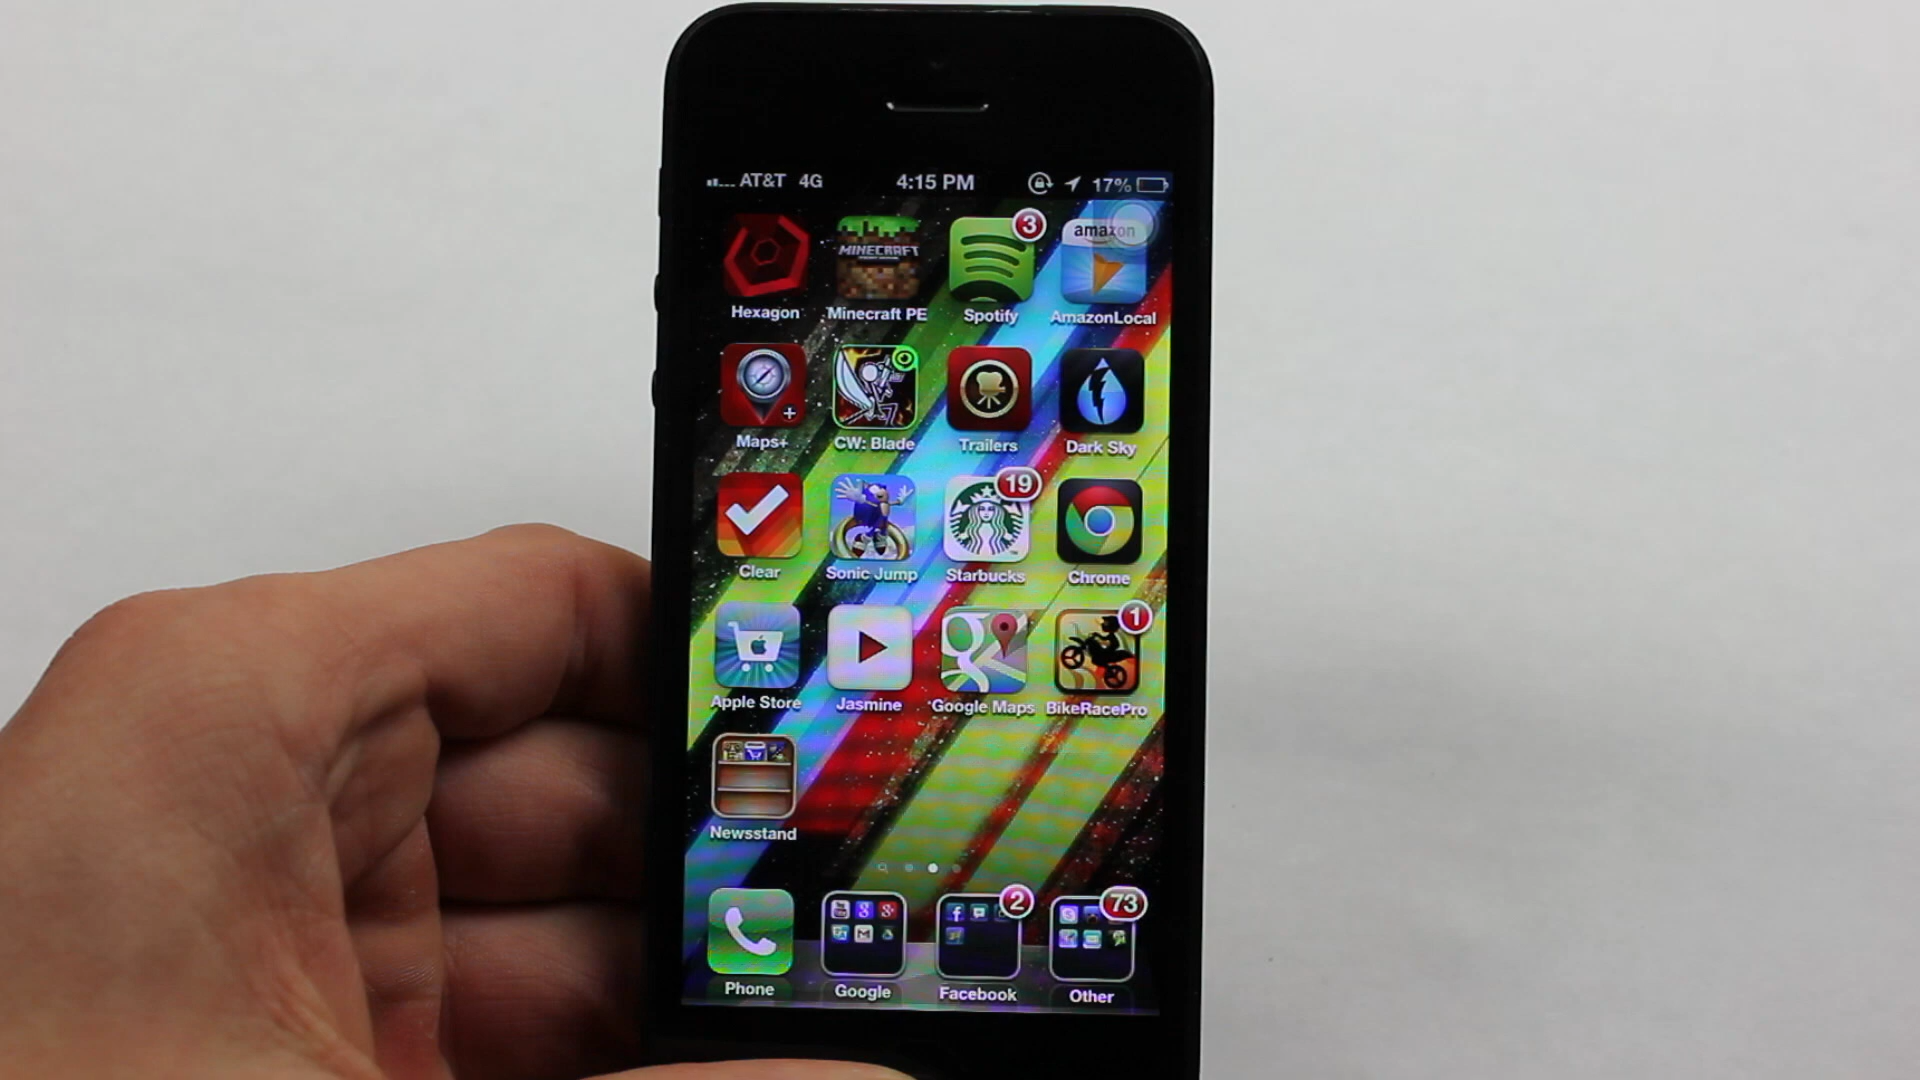 AT&T 4G 4:15 PM 17%
3
amazon
MINECRAFT
Hexagon Minecraft PE Spotify AmazonLocal
Maps+ CW: Blade Trailers Dark Sky
19
Clear Sonic Jump Starbucks Chrome
1
Apple Store Jasmine Google Maps BikeRacePro
Newsstand
2 73
Phone Google Facebook Other